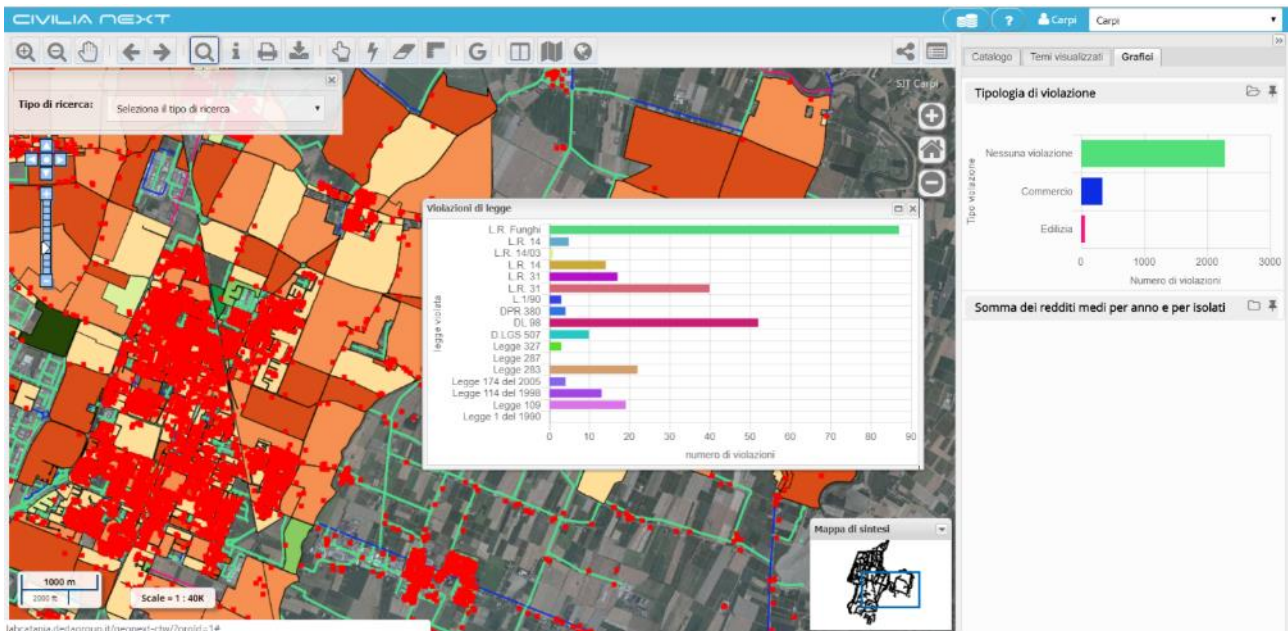 CIVILIA NEXT
? Carpi Carpi
Catalogo Temi visualizzati Grafici
SIT Carpi
Tipo di ricerca: Seleziona il tipo di ricerca
Tipologia di violazione
Tipo violazione
Nessuna violazione
Commercio
Edilizia
0 1000 2000 3000
Numero di violazioni
Somma dei redditi medi per anno e per isolati
Violazioni di legge
legge violata
L.R. Funghi
L.R. 14
L.R. 14/03
L.R. 14
L.R. 31
L.R. 31
L.1/90
DPR 380
DL 98
D.LGS 507
Legge 327
Legge 287
Legge 283
Legge 174 del 2005
Legge 114 del 1998
Legge 109
Legge 1 del 1990
0 10 20 30 40 50 60 70 80 90
numero di violazioni
Mappa di sintesi
1000 m
2000 ft
Scale = 1 : 40K